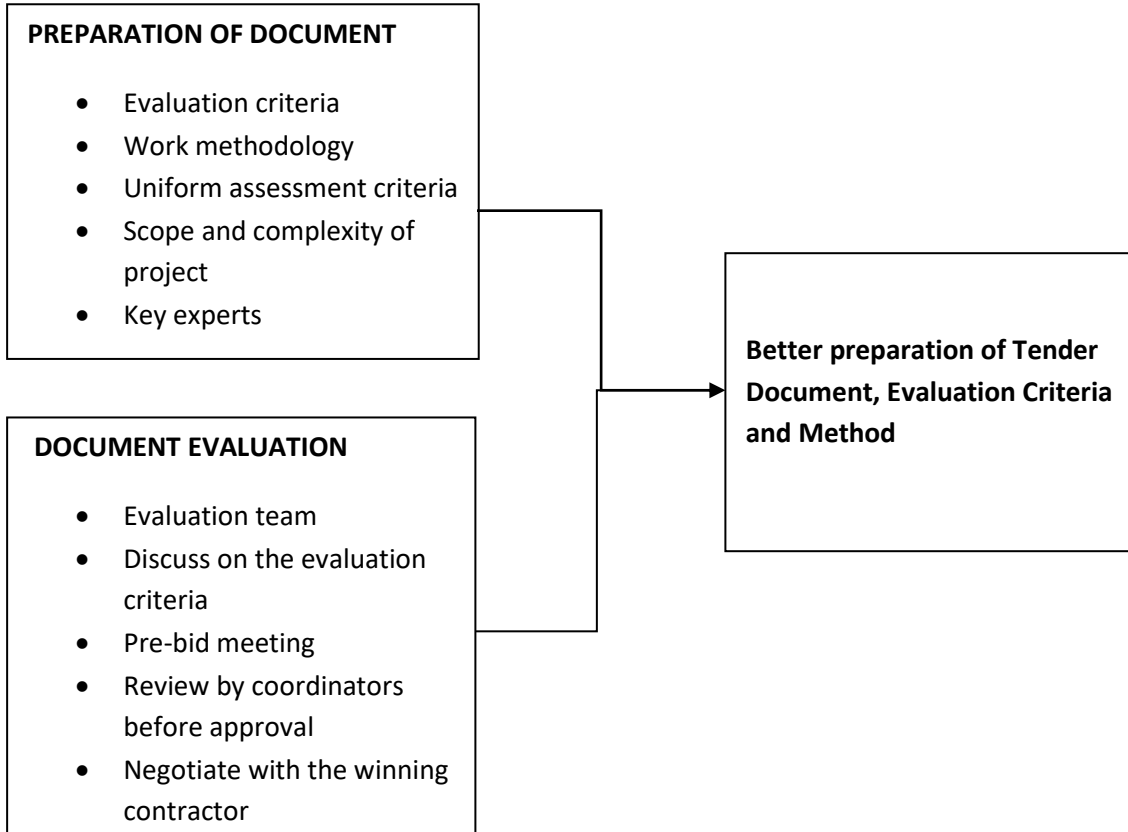 PREPARATION OF DOCUMENT
• Evaluation criteria
• Work methodology
• Uniform assessment criteria
• Scope and complexity of
project
• Key experts
DOCUMENT EVALUATION
• Evaluation team
• Discuss on the evaluation
criteria
• Pre-bid meeting
• Review by coordinators
before approval
• Negotiate with the winning
contractor
Better preparation of Tender
Document, Evaluation Criteria
and Method